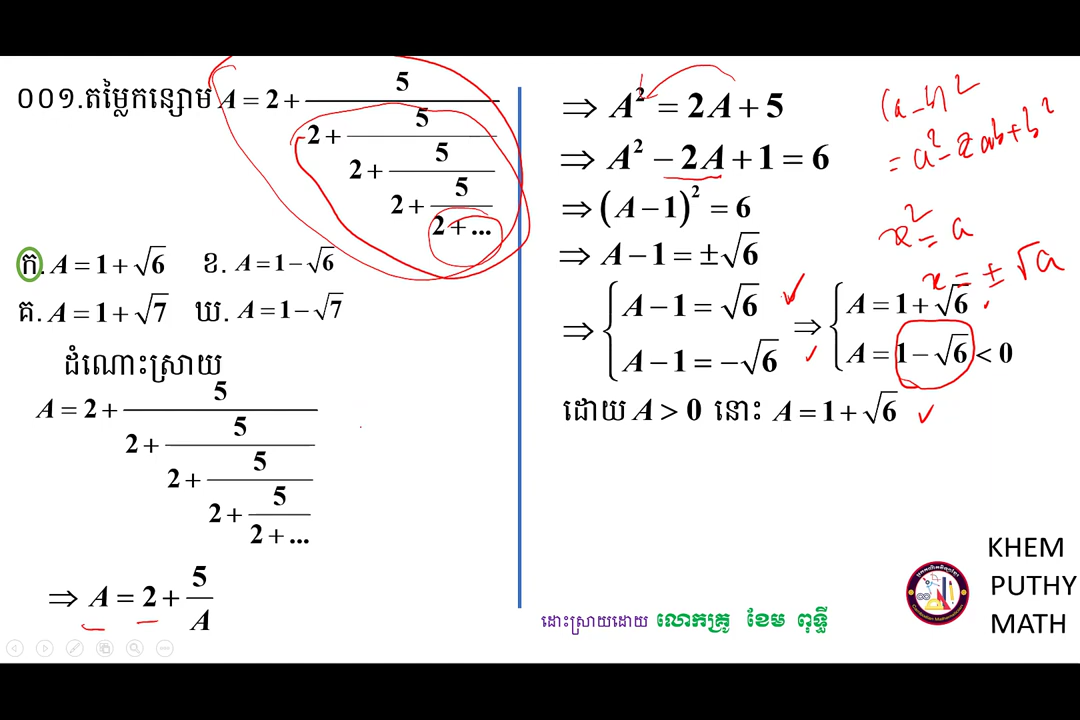 ០០១.តម្លៃកន្សោម A = 2 + 5/(2 + 5/(2 + 5/(2 + 5/(2 + ...))))
ក. A = 1 + √6 ខ. A = 1 − √6
គ. A = 1 + √7 ឃ. A = 1 − √7
ដំណោះស្រាយ
A = 2 + 5/(2 + 5/(2 + 5/(2 + 5/(2 + ...))))
⇒ A = 2 + 5/A
⇒ A² = 2A + 5
⇒ A² − 2A + 1 = 6
⇒ (A − 1)² = 6
⇒ A − 1 = ±√6
⇒ { A − 1 = √6 ⇒ { A = 1 + √6
A − 1 = −√6 A = 1 − √6 < 0
ដោយ A > 0 នោះ A = 1 + √6
(a − b)²
= a² − 2ab + b²
x² = a
x = ± √a
ដោះស្រាយដោយ លោកគ្រូ ខែម ពុទ្ធី
KHEM
PUTHY
MATH